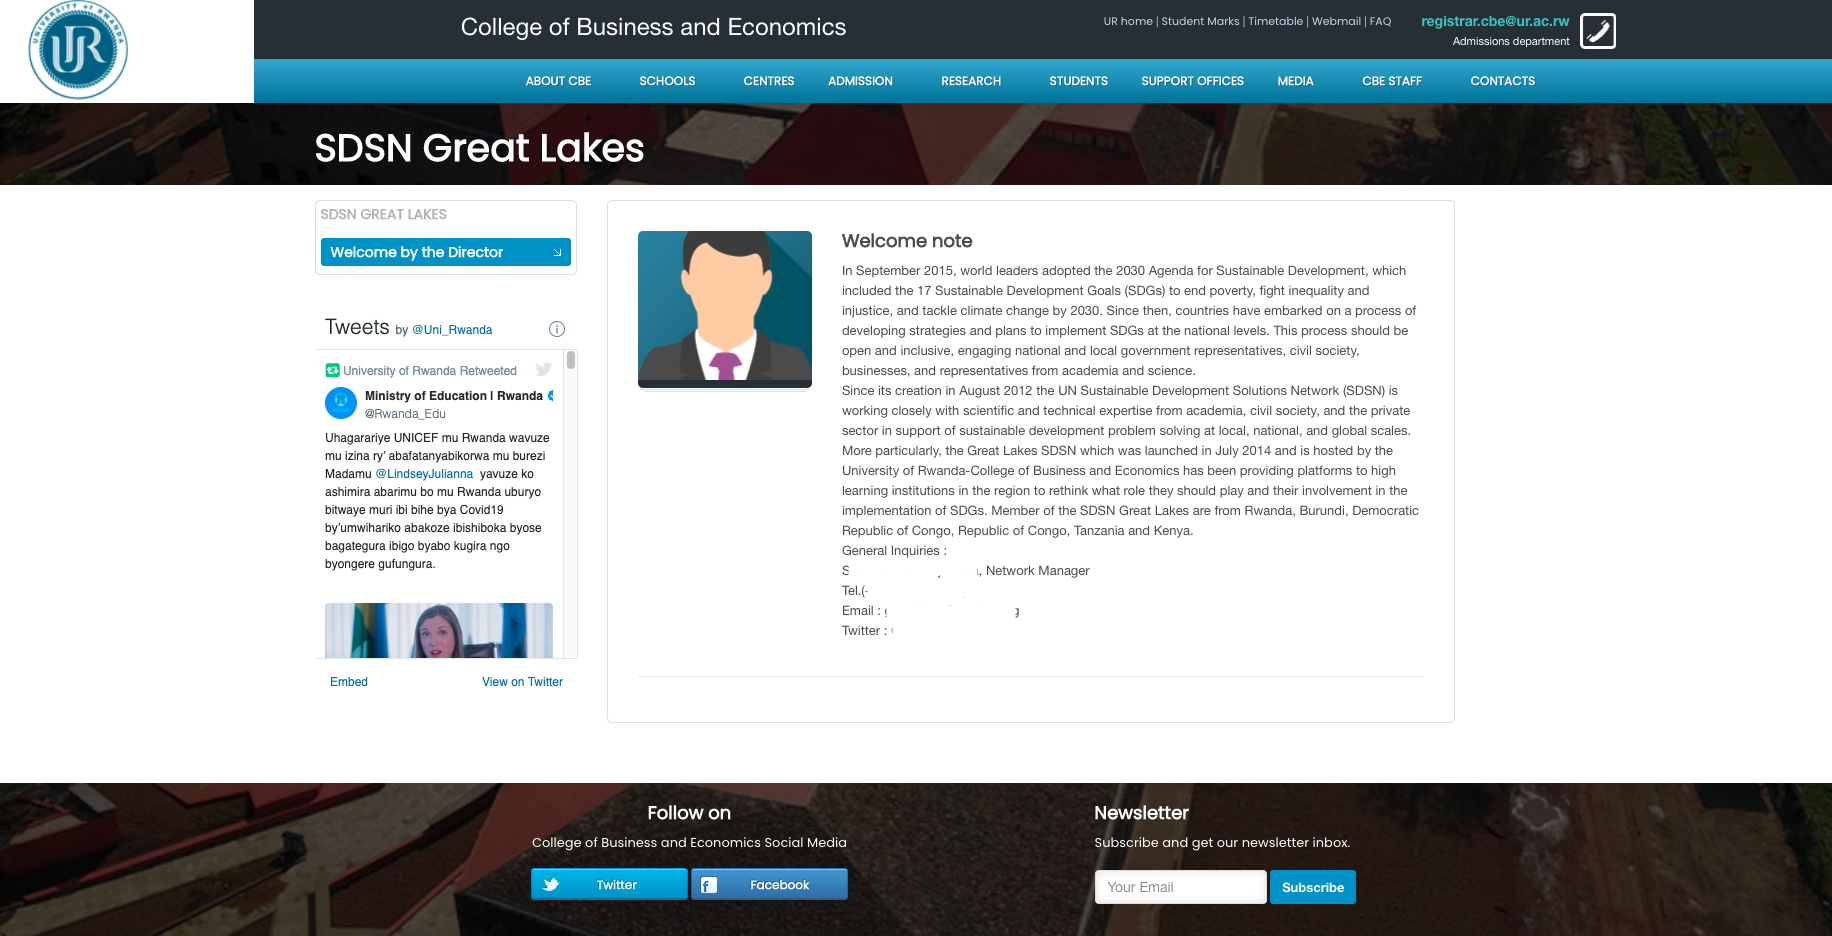 UNIVERSITY of RWANDA
UR
College of Business and Economics
UR home | Student Marks | Timetable | Webmail | FAQ
registrar.cbe@ur.ac.rw
Admissions department
ABOUT CBE SCHOOLS CENTRES ADMISSION RESEARCH STUDENTS SUPPORT OFFICES MEDIA CBE STAFF CONTACTS
SDSN Great Lakes
SDSN GREAT LAKES
Welcome by the Director
Tweets by @Uni_Rwanda
University of Rwanda Retweeted
Ministry of Education | Rwanda
@Rwanda_Edu
Uhagarariye UNICEF mu Rwanda wavuze
mu izina ry' abafatanyabikorwa mu burezi
Madamu @LindseyJulianna yavuze ko
ashimira abarimu bo mu Rwanda uburyo
bitwaye muri ibi bihe bya Covid19
by'umwihariko abakoze ibishiboka byose
bagategura ibigo byabo kugira ngo
byongere gufungura.
Embed View on Twitter
Welcome note
In September 2015, world leaders adopted the 2030 Agenda for Sustainable Development, which
included the 17 Sustainable Development Goals (SDGs) to end poverty, fight inequality and
injustice, and tackle climate change by 2030. Since then, countries have embarked on a process of
developing strategies and plans to implement SDGs at the national levels. This process should be
open and inclusive, engaging national and local government representatives, civil society,
businesses, and representatives from academia and science.
Since its creation in August 2012 the UN Sustainable Development Solutions Network (SDSN) is
working closely with scientific and technical expertise from academia, civil society, and the private
sector in support of sustainable development problem solving at local, national, and global scales.
More particularly, the Great Lakes SDSN which was launched in July 2014 and is hosted by the
University of Rwanda-College of Business and Economics has been providing platforms to high
learning institutions in the region to rethink what role they should play and their involvement in the
implementation of SDGs. Member of the SDSN Great Lakes are from Rwanda, Burundi, Democratic
Republic of Congo, Republic of Congo, Tanzania and Kenya.
General Inquiries :
, Network Manager
Tel.(
Email :
Twitter :
Follow on
College of Business and Economics Social Media
Twitter Facebook
Newsletter
Subscribe and get our newsletter inbox.
Your Email Subscribe